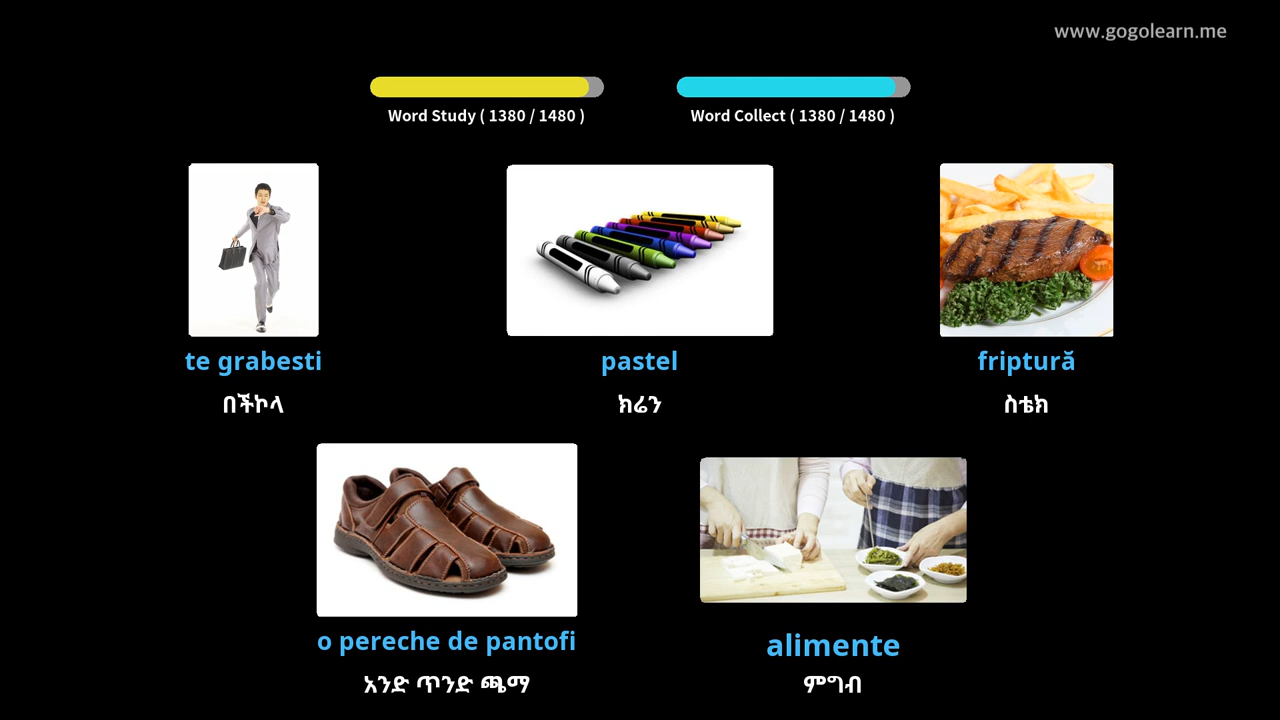 www.gogolearn.me
Word Study ( 1380 / 1480 )
Word Collect ( 1380 / 1480 )
te grabesti
pastel
friptură
በችኮላ
ክሬን
ስቴክ
o pereche de pantofi
alimente
አንድ ጥንድ ጫማ
ምግብ